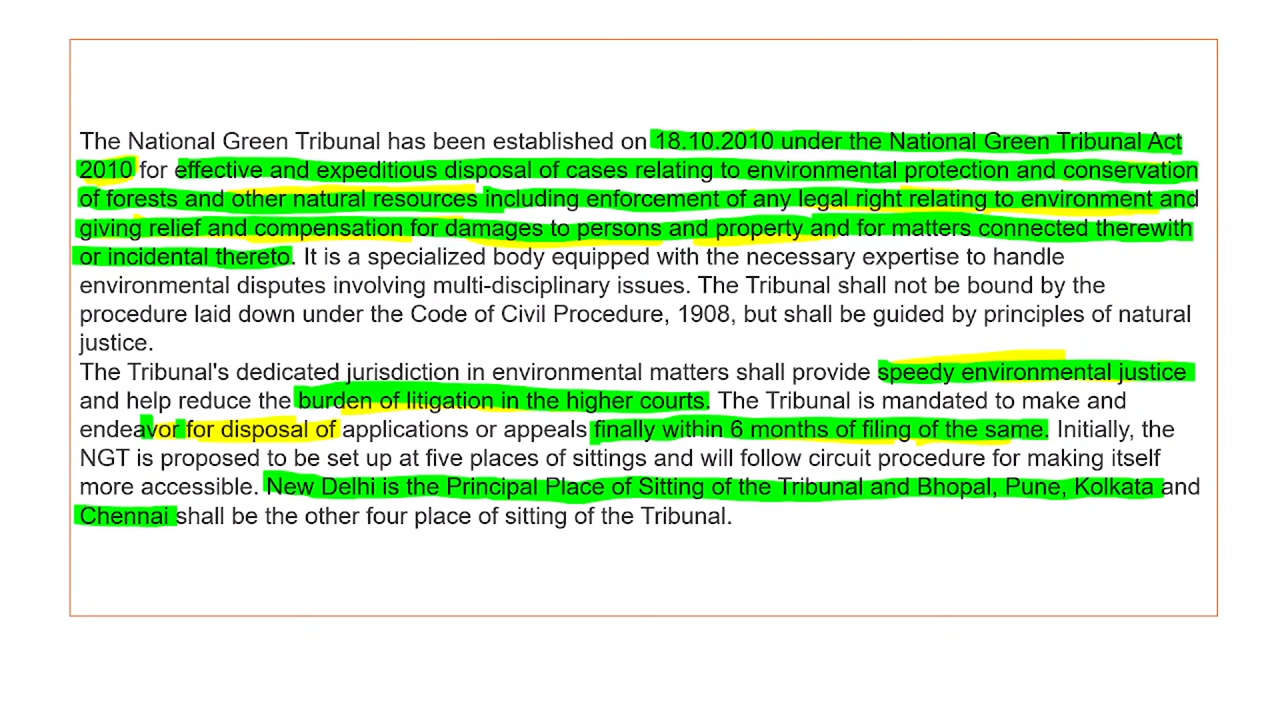 The National Green Tribunal has been established on 18.10.2010 under the National Green Tribunal Act
2010 for effective and expeditious disposal of cases relating to environmental protection and conservation
of forests and other natural resources including enforcement of any legal right relating to environment and
giving relief and compensation for damages to persons and property and for matters connected therewith
or incidental thereto. It is a specialized body equipped with the necessary expertise to handle
environmental disputes involving multi-disciplinary issues. The Tribunal shall not be bound by the
procedure laid down under the Code of Civil Procedure, 1908, but shall be guided by principles of natural
justice.
The Tribunal's dedicated jurisdiction in environmental matters shall provide speedy environmental justice
and help reduce the burden of litigation in the higher courts. The Tribunal is mandated to make and
endeavor for disposal of applications or appeals finally within 6 months of filing of the same. Initially, the
NGT is proposed to be set up at five places of sittings and will follow circuit procedure for making itself
more accessible. New Delhi is the Principal Place of Sitting of the Tribunal and Bhopal, Pune, Kolkata and
Chennai shall be the other four place of sitting of the Tribunal.